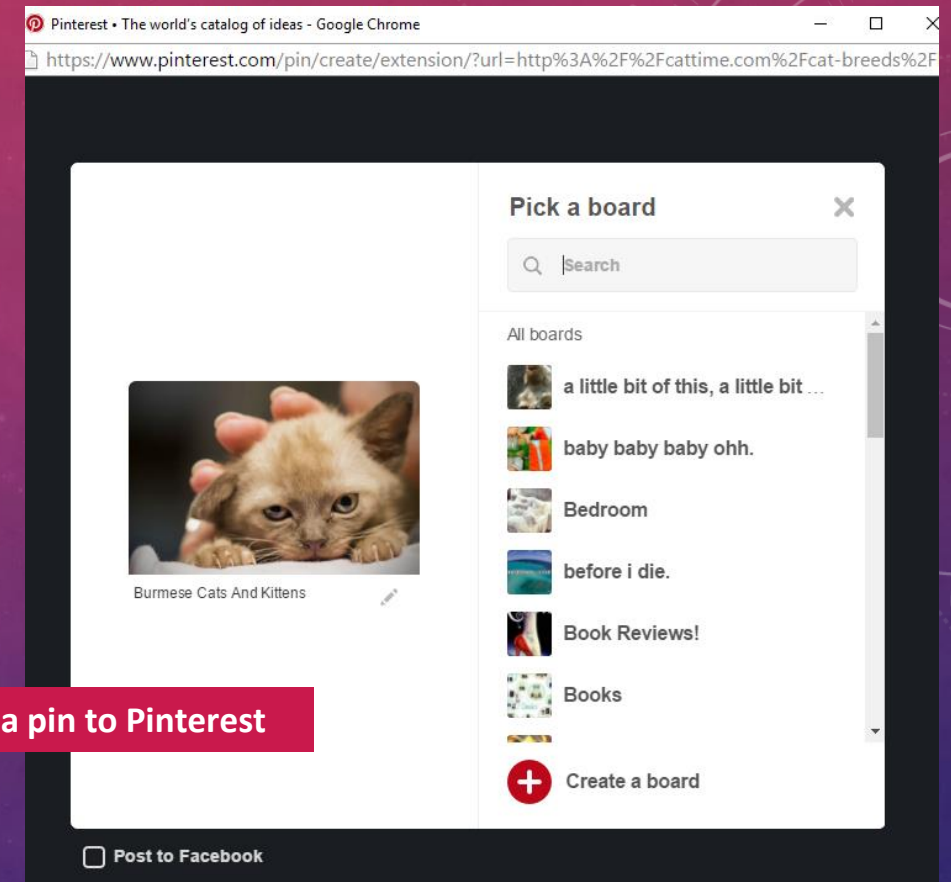 Pinterest • The world's catalog of ideas - Google Chrome
https://www.pinterest.com/pin/create/extension/?url=http%3A%2F%2Fcattime.com%2Fcat-breeds%2F
Pick a board
Search
All boards
a little bit of this, a little bit ...
baby baby baby ohh.
Bedroom
before i die.
Book Reviews!
Books
Burmese Cats And Kittens
a pin to Pinterest
Create a board
Post to Facebook